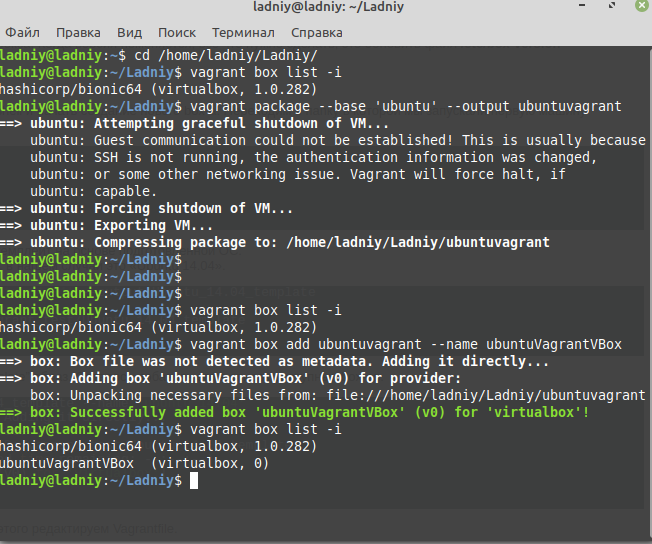 ladniy@ladniy: ~/Ladniy
Файл Правка Вид Поиск Терминал Справка
ladniy@ladniy:~$ cd /home/ladniy/Ladniy/
ladniy@ladniy:~/Ladniy$ vagrant box list -i
hashicorp/bionic64 (virtualbox, 1.0.282)
ladniy@ladniy:~/Ladniy$ vagrant package --base 'ubuntu' --output ubuntuvagrant
==> ubuntu: Attempting graceful shutdown of VM...
ubuntu: Guest communication could not be established! This is usually because
ubuntu: SSH is not running, the authentication information was changed,
ubuntu: or some other networking issue. Vagrant will force halt, if
ubuntu: capable.
==> ubuntu: Forcing shutdown of VM...
==> ubuntu: Exporting VM...
==> ubuntu: Compressing package to: /home/ladniy/Ladniy/ubuntuvagrant
ladniy@ladniy:~/Ladniy$
ladniy@ladniy:~/Ladniy$
ladniy@ladniy:~/Ladniy$
ladniy@ladniy:~/Ladniy$ vagrant box list -i
hashicorp/bionic64 (virtualbox, 1.0.282)
ladniy@ladniy:~/Ladniy$ vagrant box add ubuntuvagrant --name ubuntuVagrantVBox
==> box: Box file was not detected as metadata. Adding it directly...
==> box: Adding box 'ubuntuVagrantVBox' (v0) for provider:
box: Unpacking necessary files from: file:///home/ladniy/Ladniy/ubuntuvagrant
==> box: Successfully added box 'ubuntuVagrantVBox' (v0) for 'virtualbox'!
ladniy@ladniy:~/Ladniy$ vagrant box list -i
hashicorp/bionic64 (virtualbox, 1.0.282)
ubuntuVagrantVBox (virtualbox, 0)
ladniy@ladniy:~/Ladniy$